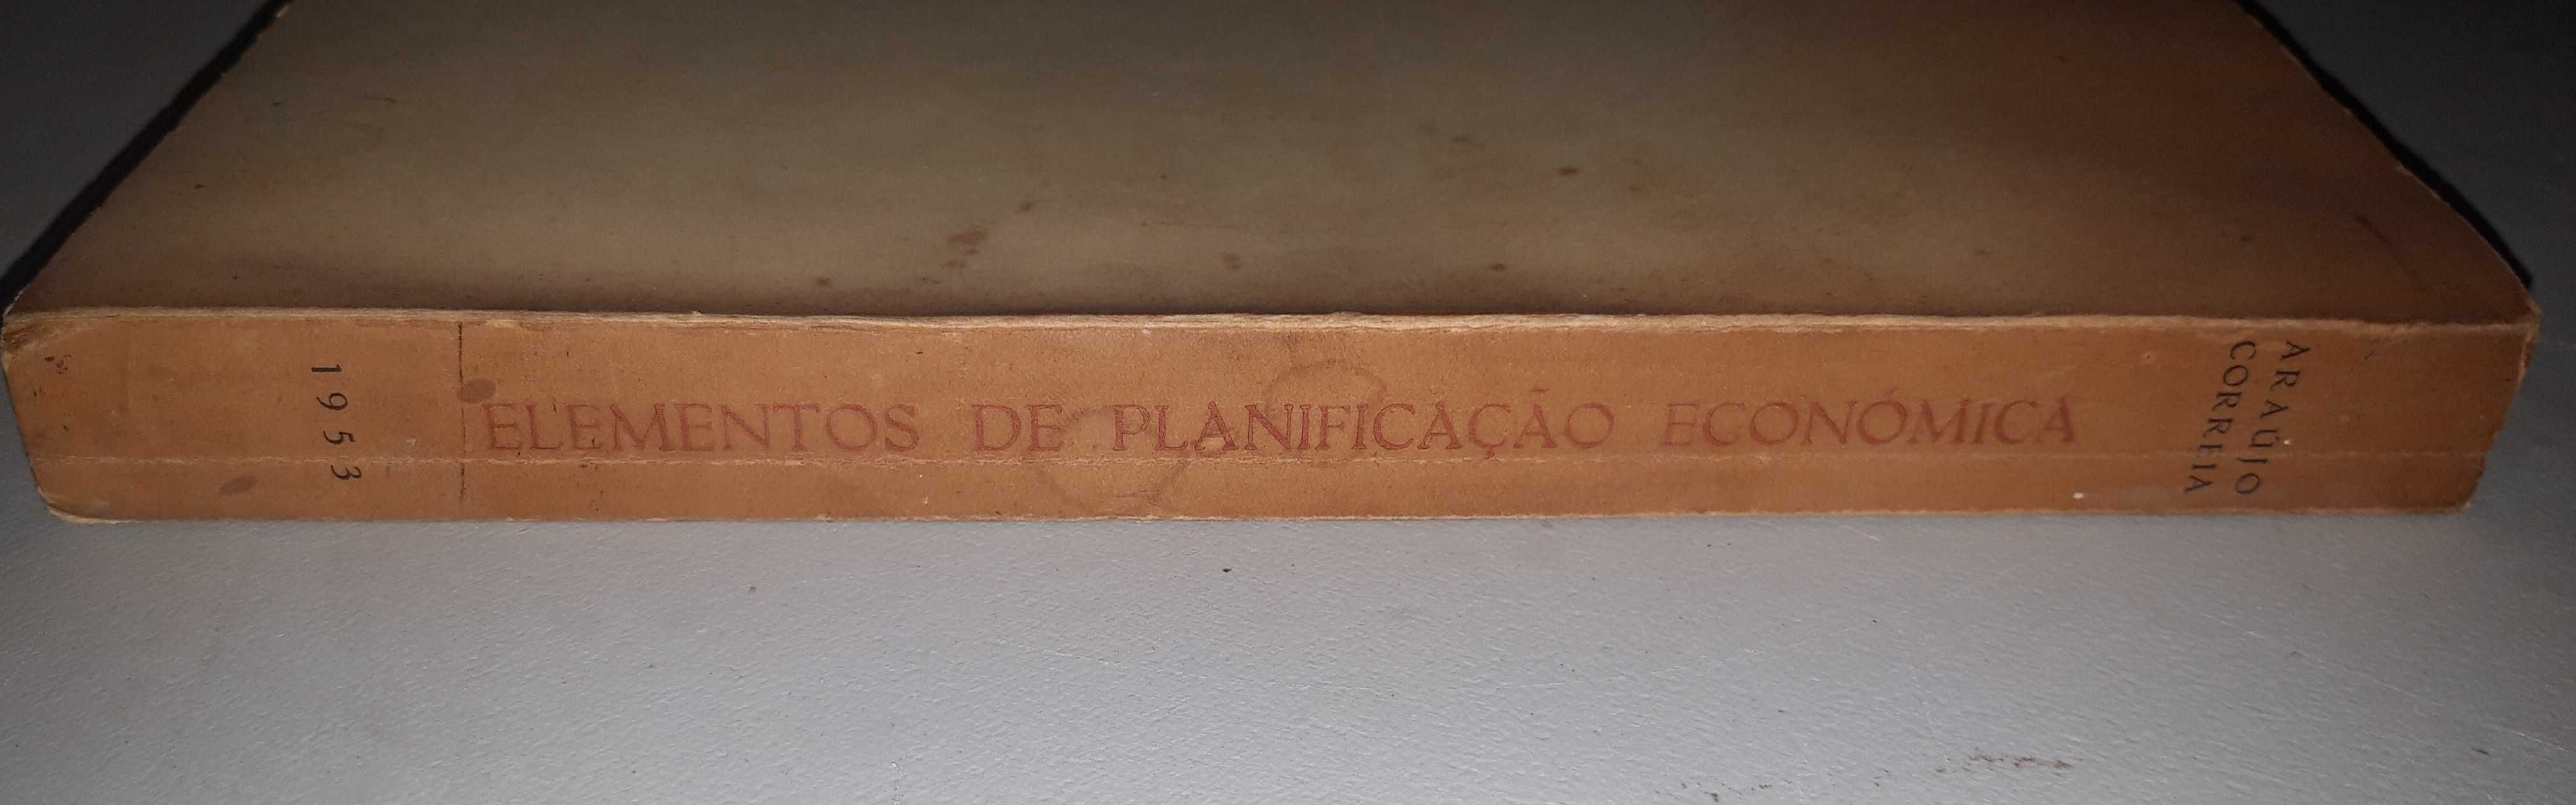 ARAÚJO
CORREIA
ELEMENTOS DE PLANIFICAÇÃO ECONÓMICA
1953